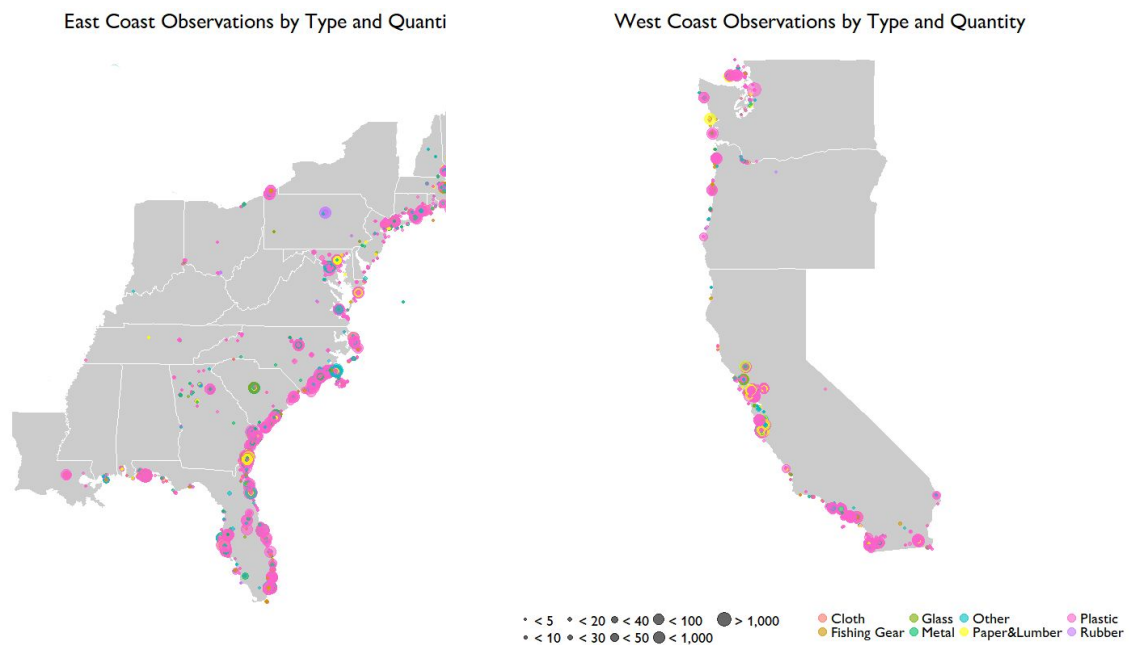 East Coast Observations by Type and Quanti
West Coast Observations by Type and Quantity
< 5 < 20 < 40 < 100 > 1,000
< 10 < 30 < 50 < 1,000
Cloth Glass Other Plastic
Fishing Gear Metal Paper&Lumber Rubber